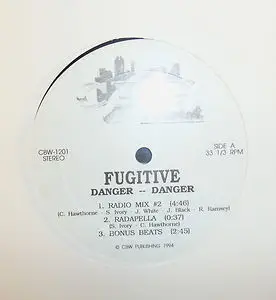 CBW-1201
STEREO
SIDE A
33 1/3 RPM
FUGITIVE
DANGER -- DANGER
1. RADIO MIX #2 (4:46)
(C. Hawthorne - S. Ivory - J. White - J. Black - R. Ramsey)
2. RADAPELLA (0:37)
(S. Ivory - C. Hawthorne)
3. BONUS BEATS (2:45)
© CBW PUBLISHING 1994